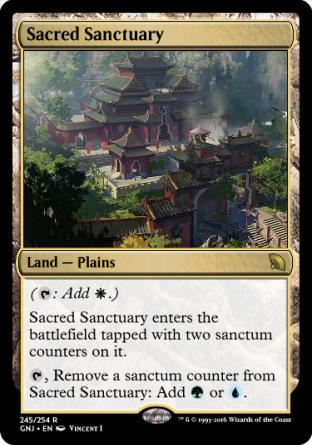 Sacred Sanctuary
Land — Plains
(: Add .)
Sacred Sanctuary enters the
battlefield tapped with two sanctum
counters on it.
, Remove a sanctum counter from
Sacred Sanctuary: Add or .
245/254 R
GNJ • EN Vincent I
™ & © 1993-2016 Wizards of the Coast